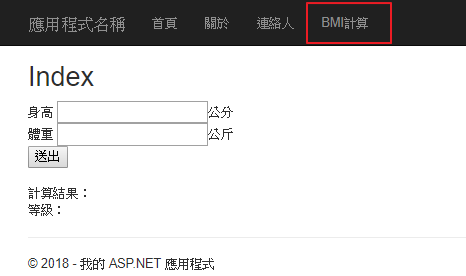 應用程式名稱 首頁 關於 連絡人 BMI計算
Index
身高 公分
體重 公斤
送出
計算結果：
等級：
© 2018 - 我的 ASP.NET 應用程式